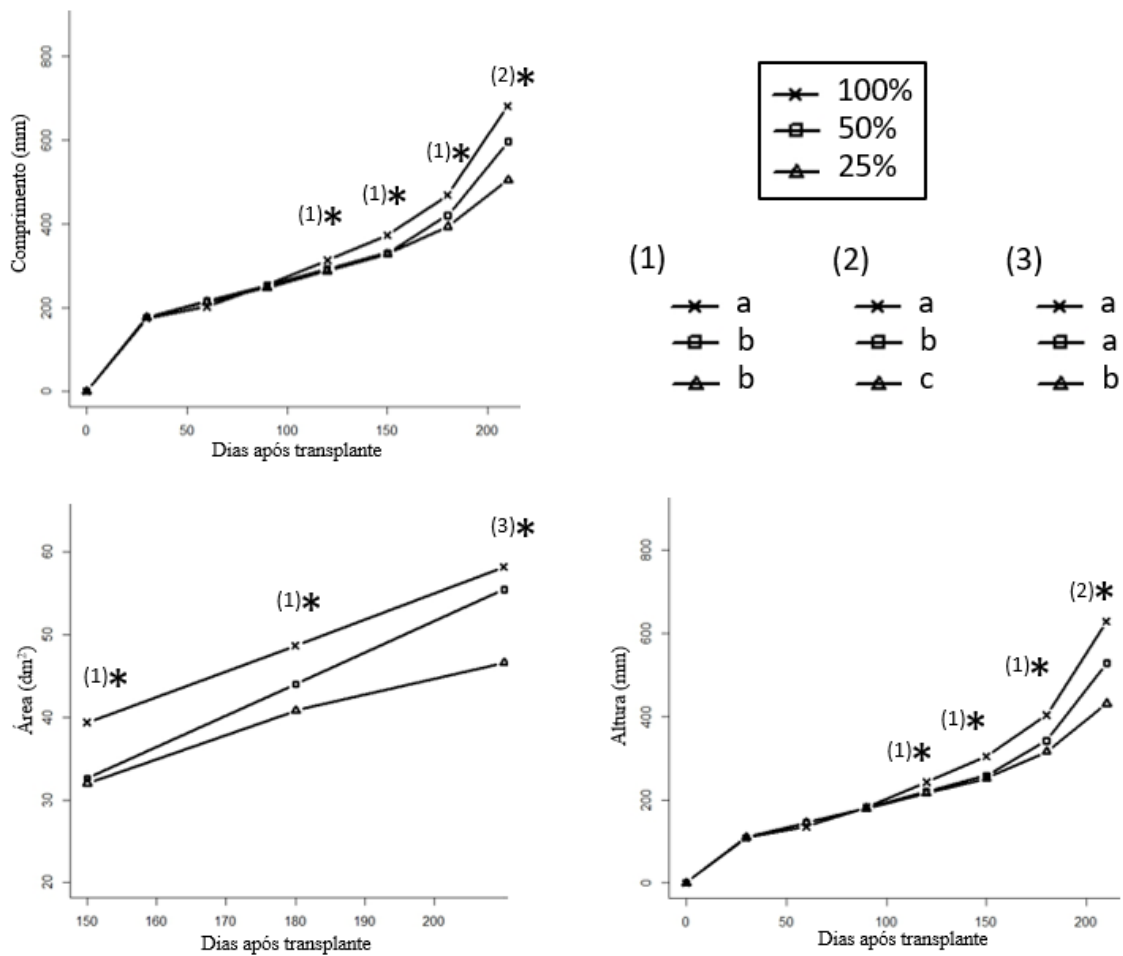 800
600
400
200
0
Comprimento (mm)
(1)*
(1)*
(1)*
(2)*
0 50 100 150 200
Dias após transplante
100%
50%
25%
(1) (2) (3)
a a a
b b a
b c b
60
50
40
30
20
Área (dm²)
(1)*
(1)*
(3)*
150 160 170 180 190 200
Dias após transplante
800
600
400
200
0
Altura (mm)
(1)*
(1)*
(1)*
(2)*
0 50 100 150 200
Dias após transplante